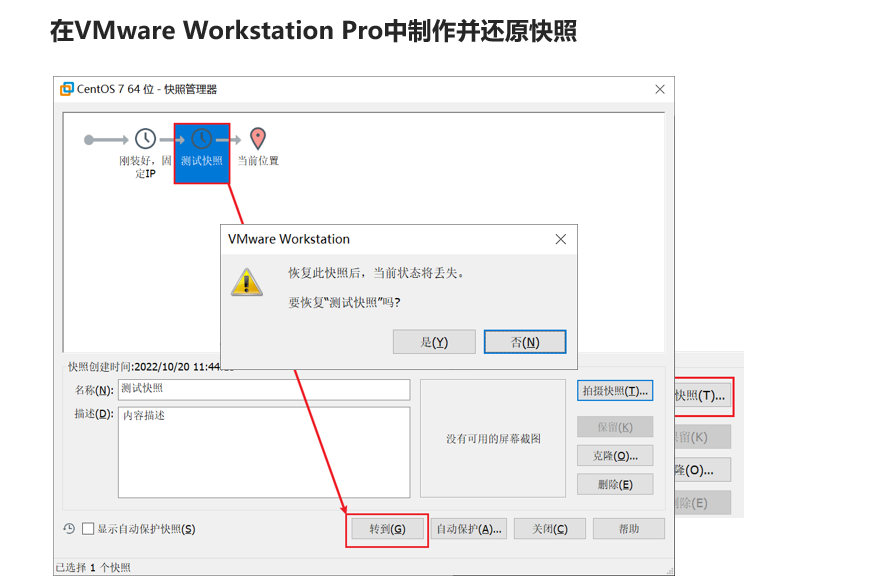 在VMware Workstation Pro中制作并还原快照
CentOS 7 64 位 - 快照管理器
刚装好，固
定IP
测试快照
当前位置
VMware Workstation
恢复此快照后，当前状态将丢失。
要恢复“测试快照”吗?
是(Y)
否(N)
快照创建时间:2022/10/20 11:44
名称(N):
测试快照
描述(D):
内容描述
没有可用的屏幕截图
拍摄快照(T)...
保留(K)
克隆(O)...
删除(E)
快照(T)...
留(K)
隆(O)...
除(E)
显示自动保护快照(S)
转到(G)
自动保护(A)...
关闭(C)
帮助
已选择 1 个快照